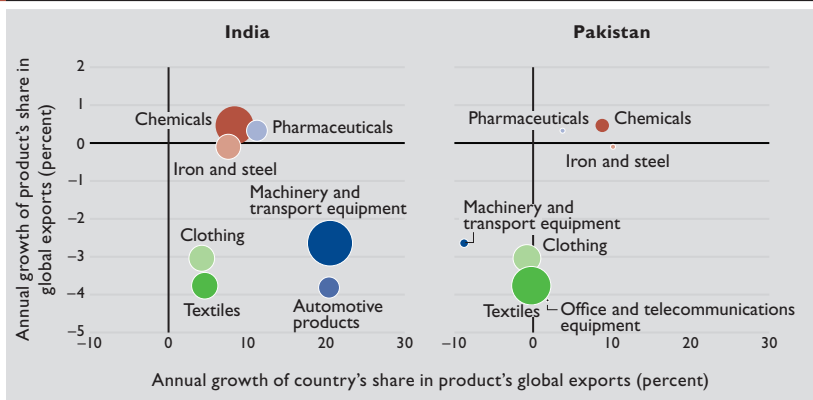 India
Pakistan
Annual growth of product's share in
global exports (percent)
2
1
0
–1
–2
–3
–4
–5
Chemicals
Pharmaceuticals
Iron and steel
Machinery and
transport equipment
Clothing
Textiles
Automotive
products
–10
0
10
20
30
Pharmaceuticals
Chemicals
Iron and steel
Machinery and
transport equipment
Clothing
Textiles
Office and telecommunications
equipment
–10
0
10
20
30
Annual growth of country's share in product's global exports (percent)